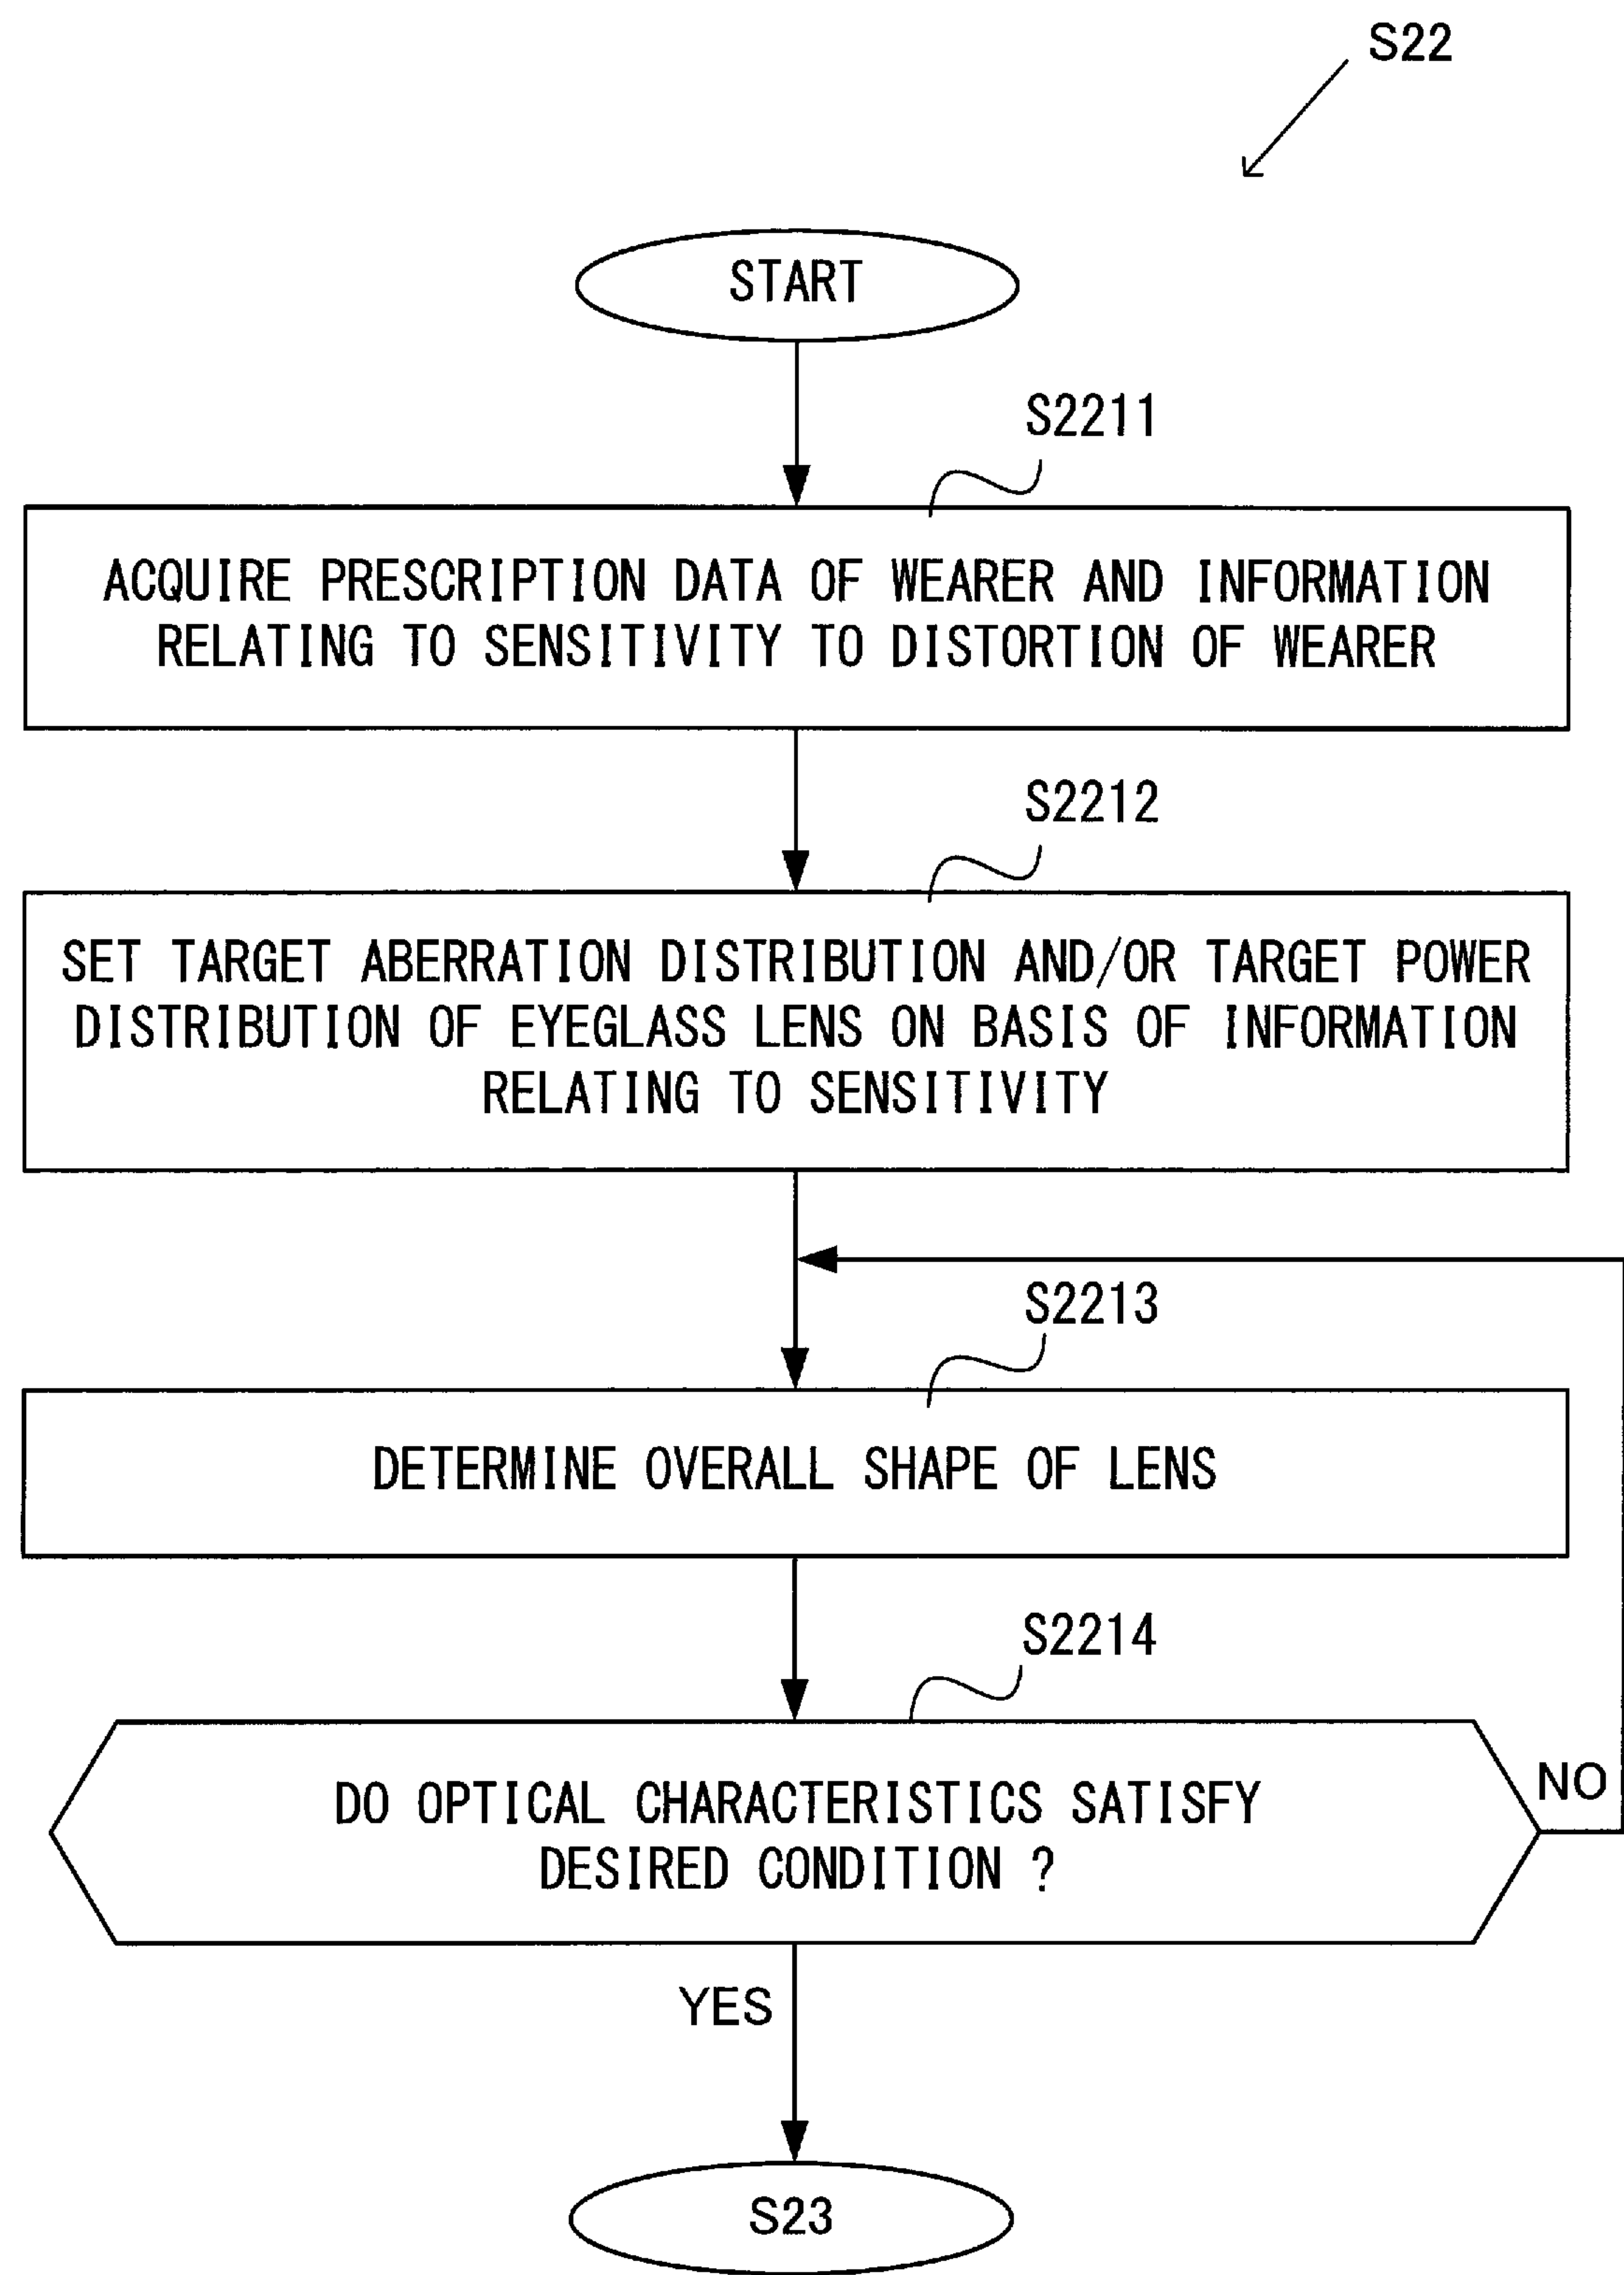 S22
START
S2211
ACQUIRE PRESCRIPTION DATA OF WEARER AND INFORMATION
RELATING TO SENSITIVITY TO DISTORTION OF WEARER
S2212
SET TARGET ABERRATION DISTRIBUTION AND/OR TARGET POWER
DISTRIBUTION OF EYEGLASS LENS ON BASIS OF INFORMATION
RELATING TO SENSITIVITY
S2213
DETERMINE OVERALL SHAPE OF LENS
S2214
DO OPTICAL CHARACTERISTICS SATISFY
DESIRED CONDITION ?
NO
YES
S23